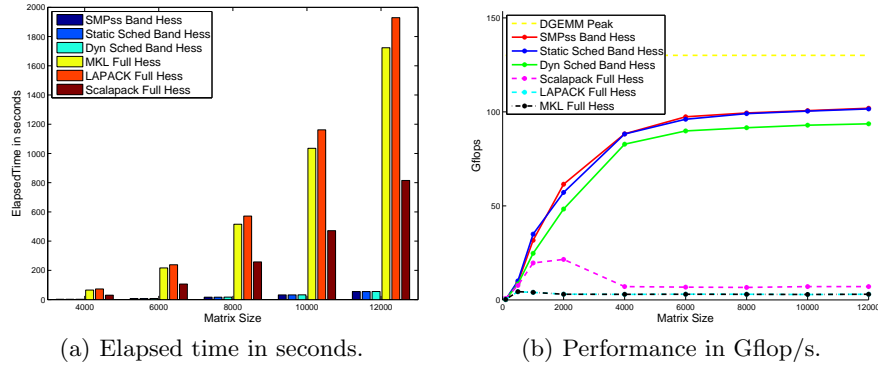 2000
1800
1600
1400
1200
1000
800
600
400
200
0
ElapsedTime in seconds
SMPss Band Hess
Static Sched Band Hess
Dyn Sched Band Hess
MKL Full Hess
LAPACK Full Hess
Scalapack Full Hess
4000 6000 8000 10000 12000
Matrix Size
(a) Elapsed time in seconds.
150
100
50
0
Gflops
DGEMM Peak
SMPss Band Hess
Static Sched Band Hess
Dyn Sched Band Hess
Scalapack Full Hess
LAPACK Full Hess
MKL Full Hess
0 2000 4000 6000 8000 10000 12000
Matrix Size
(b) Performance in Gflop/s.